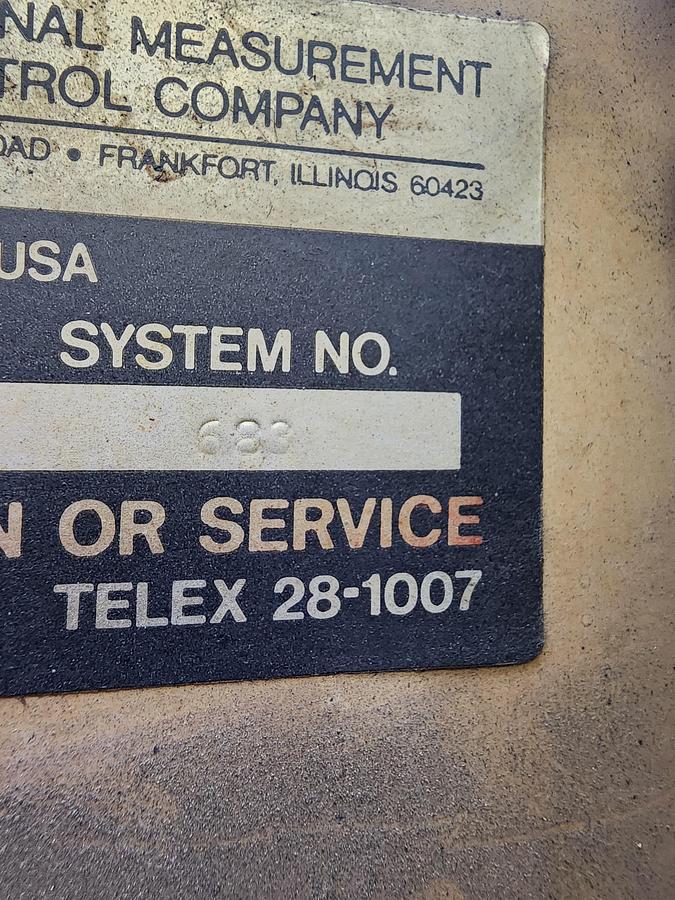 NAL MEASUREMENT
TROL COMPANY
OAD • FRANKFORT, ILLINOIS 60423
USA
SYSTEM NO.
683
N OR SERVICE
TELEX 28-1007